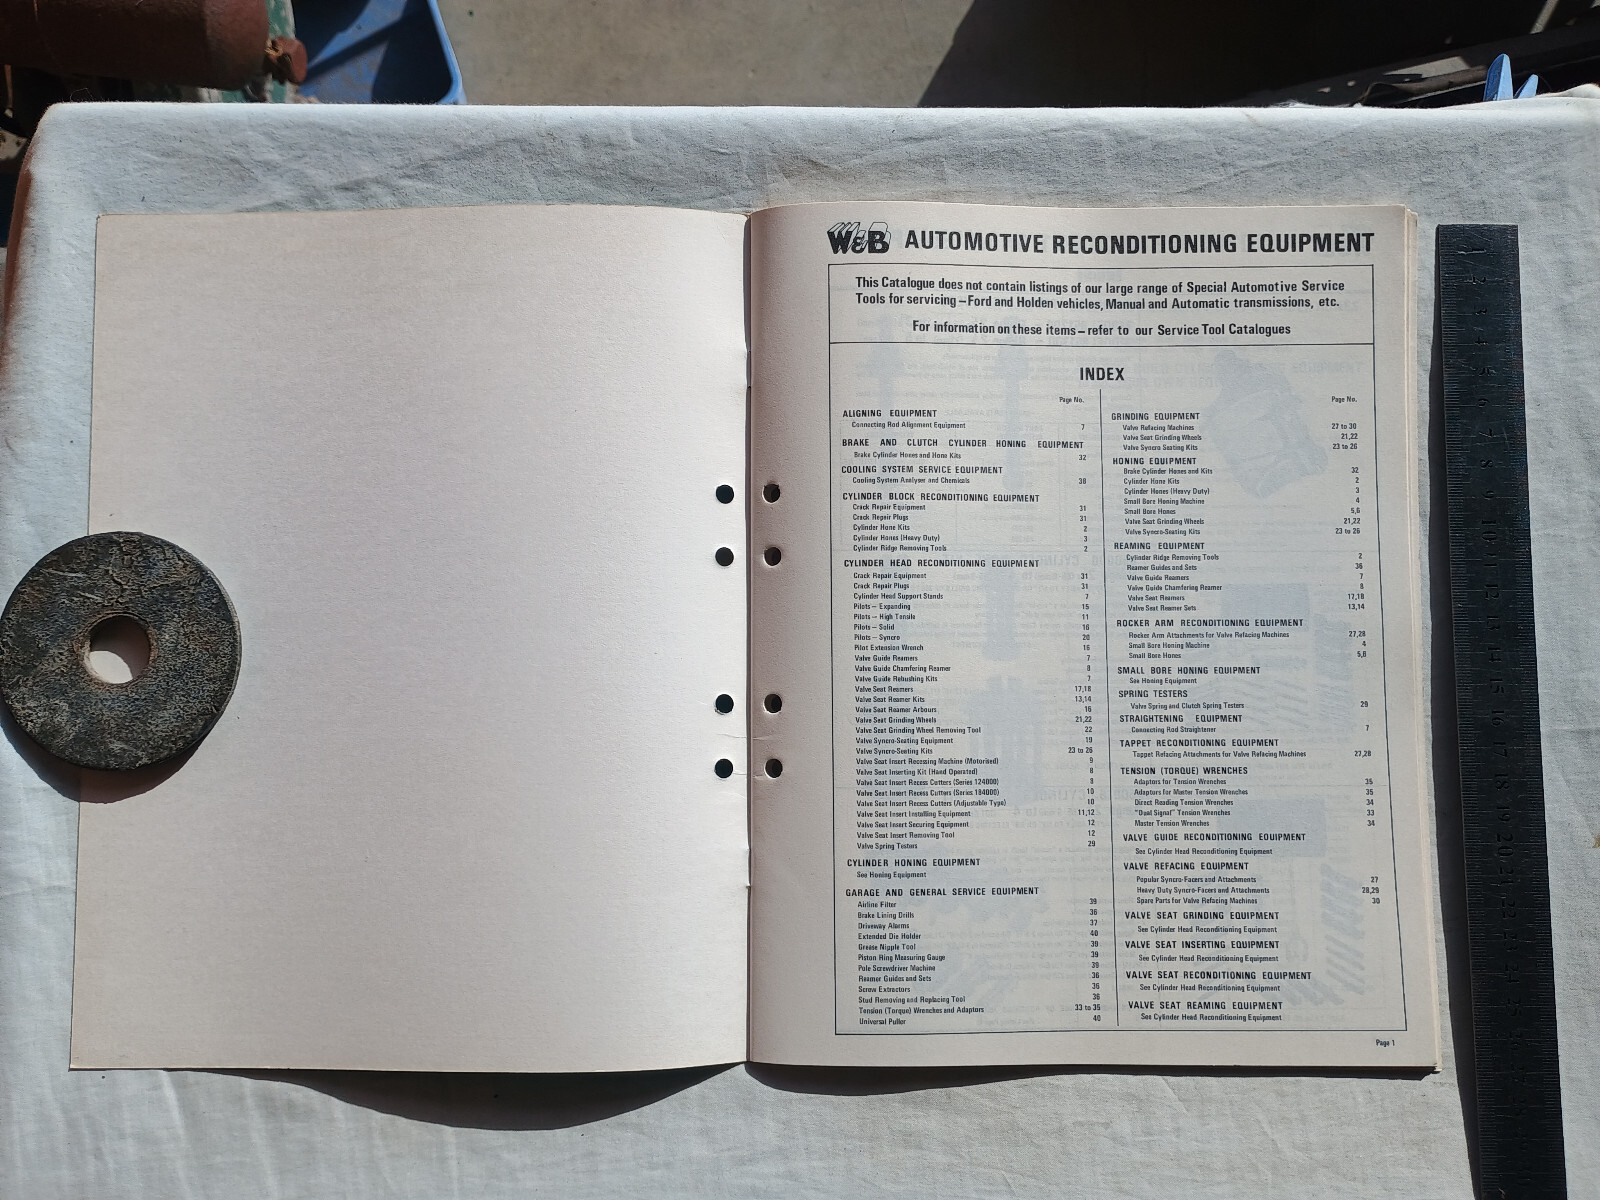 W&B AUTOMOTIVE RECONDITIONING EQUIPMENT
This Catalogue does not contain listings of our large range of Special Automotive Service
Tools for servicing – Ford and Holden vehicles, Manual and Automatic transmissions, etc.
For information on these items – refer to our Service Tool Catalogues
INDEX
Page No.
ALIGNING EQUIPMENT
Connecting Rod Alignment Equipment 7
BRAKE AND CLUTCH CYLINDER HONING EQUIPMENT
Brake Cylinder Hones and Hone Kits 32
COOLING SYSTEM SERVICE EQUIPMENT
Cooling System Analyser and Chemicals 38
CYLINDER BLOCK RECONDITIONING EQUIPMENT
Crack Repair Equipment 31
Crack Repair Plugs 31
Cylinder Hone Kits 2
Cylinder Hones (Heavy Duty) 3
Cylinder Ridge Removing Tools 2
CYLINDER HEAD RECONDITIONING EQUIPMENT
Crack Repair Equipment 31
Crack Repair Plugs 31
Cylinder Head Support Stands 7
Pilots – Expanding 15
Pilots – High Tensile 11
Pilots – Solid 16
Pilots – Syncro 20
Pilot Extension Wrench 16
Valve Guide Reamers 7
Valve Guide Chamfering Reamer 8
Valve Guide Rebushing Kits 7
Valve Seat Reamers 17,18
Valve Seat Reamer Kits 13,14
Valve Seat Reamer Arbours 16
Valve Seat Grinding Wheels 21,22
Valve Seat Grinding Wheel Removing Tool 22
Valve Syncro-Seating Equipment 19
Valve Syncro-Seating Kits 23 to 26
Valve Seat Insert Recessing Machine (Motorised) 9
Valve Seat Inserting Kit (Hand Operated) 8
Valve Seat Insert Recess Cutters (Series 124000) 8
Valve Seat Insert Recess Cutters (Series 184000) 10
Valve Seat Insert Recess Cutters (Adjustable Type) 10
Valve Seat Insert Installing Equipment 11,12
Valve Seat Insert Securing Equipment 12
Valve Seat Insert Removing Tool 12
Valve Spring Testers 29
CYLINDER HONING EQUIPMENT
See Honing Equipment
GARAGE AND GENERAL SERVICE EQUIPMENT
Airline Filter 39
Brake Lining Drills 36
Driveway Alarms 37
Extended Die Holder 40
Grease Nipple Tool 39
Piston Ring Measuring Gauge 39
Pole Screwdriver Machine 39
Reamer Guides and Sets 36
Screw Extractors 36
Stud Removing and Replacing Tool 36
Tension (Torque) Wrenches and Adaptors 33 to 35
Universal Puller 40
Page No.
GRINDING EQUIPMENT
Valve Refacing Machines 27 to 30
Valve Seat Grinding Wheels 21,22
Valve Syncro Seating Kits 23 to 26
HONING EQUIPMENT
Brake Cylinder Hones and Kits 32
Cylinder Hone Kits 2
Cylinder Hones (Heavy Duty) 3
Small Bore Honing Machine 4
Small Bore Hones 5,6
Valve Seat Grinding Wheels 21,22
Valve Syncro-Seating Kits 23 to 26
REAMING EQUIPMENT
Cylinder Ridge Removing Tools 2
Reamer Guides and Sets 36
Valve Guide Reamers 7
Valve Guide Chamfering Reamer 8
Valve Seat Reamers 17,18
Valve Seat Reamer Sets 13,14
ROCKER ARM RECONDITIONING EQUIPMENT
Rocker Arm Attachments for Valve Refacing Machines 27,28
Small Bore Honing Machine 4
Small Bore Hones 5,6
SMALL BORE HONING EQUIPMENT
See Honing Equipment
SPRING TESTERS
Valve Spring and Clutch Spring Testers 29
STRAIGHTENING EQUIPMENT
Connecting Rod Straightener 7
TAPPET RECONDITIONING EQUIPMENT
Tappet Refacing Attachments for Valve Refacing Machines 27,28
TENSION (TORQUE) WRENCHES
Adaptors for Tension Wrenches 35
Adaptors for Master Tension Wrenches 35
Direct Reading Tension Wrenches 34
"Dual Signal" Tension Wrenches 33
Master Tension Wrenches 34
VALVE GUIDE RECONDITIONING EQUIPMENT
See Cylinder Head Reconditioning Equipment
VALVE REFACING EQUIPMENT
Popular Syncro-Facers and Attachments 27
Heavy Duty Syncro-Facers and Attachments 28,29
Spare Parts for Valve Refacing Machines 30
VALVE SEAT GRINDING EQUIPMENT
See Cylinder Head Reconditioning Equipment
VALVE SEAT INSERTING EQUIPMENT
See Cylinder Head Reconditioning Equipment
VALVE SEAT RECONDITIONING EQUIPMENT
See Cylinder Head Reconditioning Equipment
VALVE SEAT REAMING EQUIPMENT
See Cylinder Head Reconditioning Equipment
Page 1